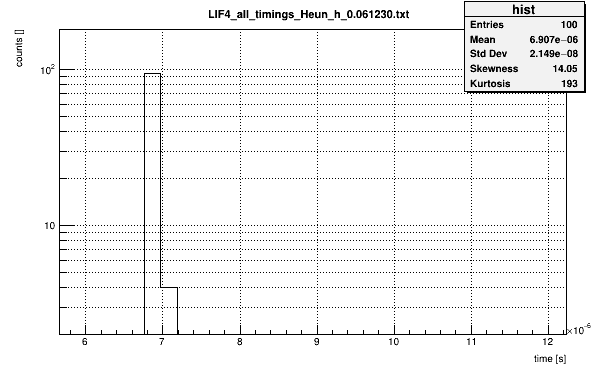 LIF4_all_timings_Heun_h_0.061230.txt
hist
Entries 100
Mean 6.907e−06
Std Dev 2.149e−08
Skewness 14.05
Kurtosis 193
counts []
10²
10
6 7 8 9 10 11 12
×10⁻⁶
time [s]